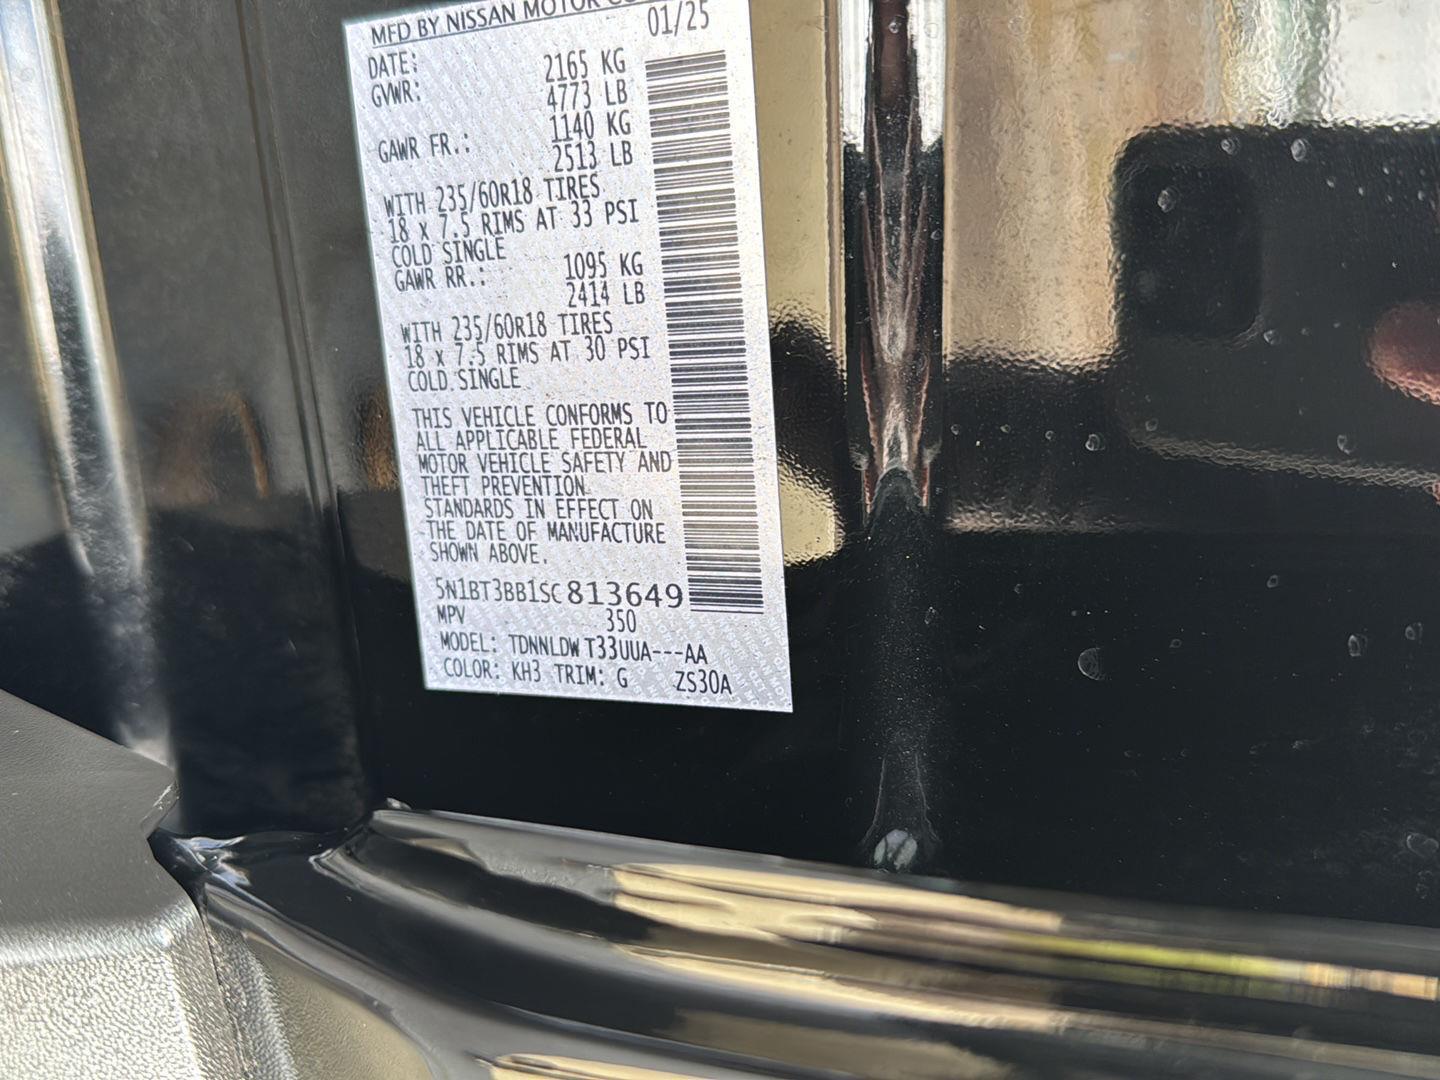 MFD BY NISSAN MOTOR CO
DATE: 01/25
GVWR: 2165 KG
4773 LB
GAWR FR.: 1140 KG
2513 LB
WITH 235/60R18 TIRES
18 x 7.5 RIMS AT 33 PSI
COLD SINGLE
GAWR RR.: 1095 KG
2414 LB
WITH 235/60R18 TIRES
18 x 7.5 RIMS AT 30 PSI
COLD SINGLE
THIS VEHICLE CONFORMS TO
ALL APPLICABLE FEDERAL
MOTOR VEHICLE SAFETY AND
THEFT PREVENTION
STANDARDS IN EFFECT ON
THE DATE OF MANUFACTURE
SHOWN ABOVE.
5N1BT3BB1SC813649
MPV 350
MODEL: TDNNLDW T33UUA---AA
COLOR: KH3 TRIM: G ZS30A